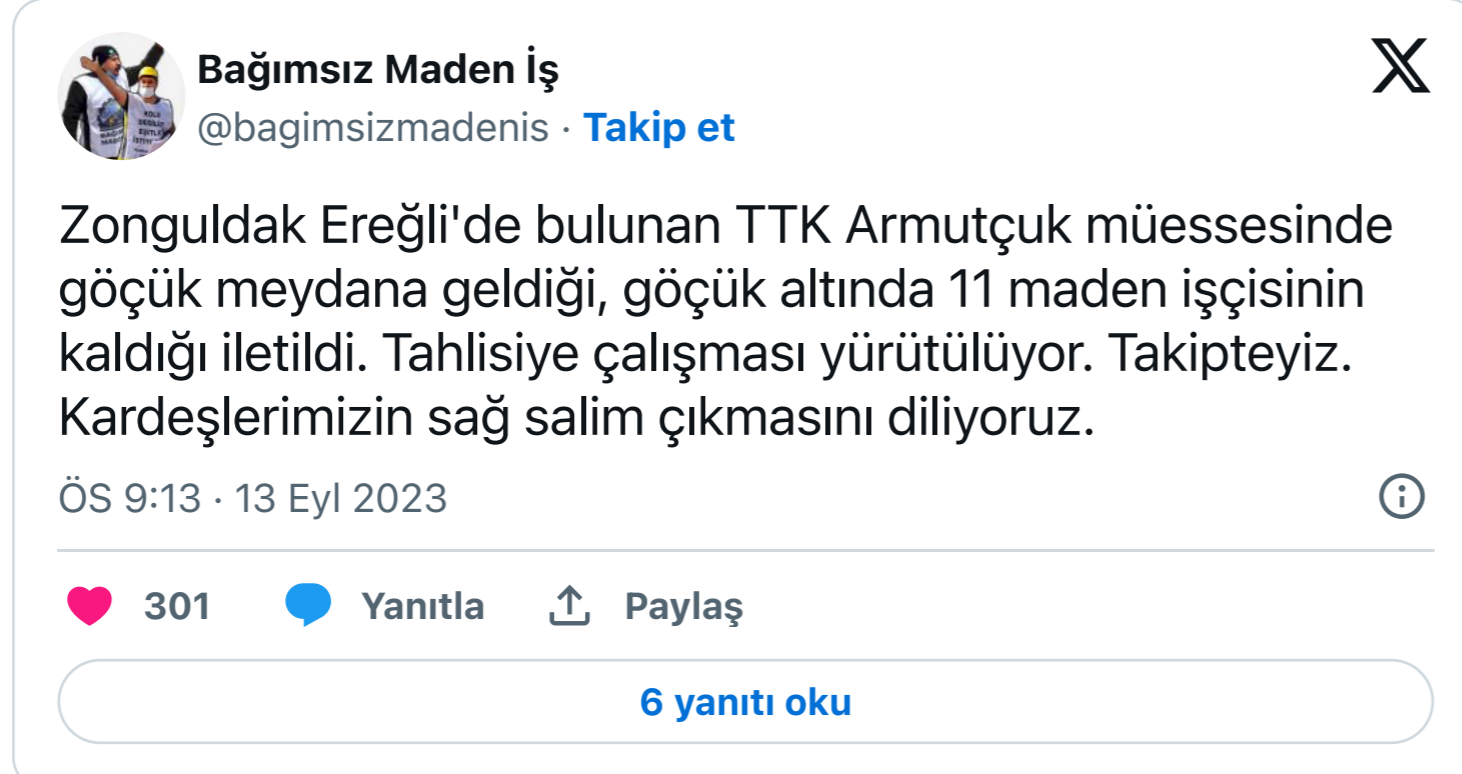 Bağımsız Maden İş
@bagimsizmadenis · Takip et
Zonguldak Ereğli'de bulunan TTK Armutçuk müessesinde
göçük meydana geldiği, göçük altında 11 maden işçisinin
kaldığı iletildi. Tahlisiye çalışması yürütülüyor. Takipteyiz.
Kardeşlerimizin sağ salim çıkmasını diliyoruz.
ÖS 9:13 · 13 Eyl 2023
301 Yanıtla Paylaş
6 yanıtı oku